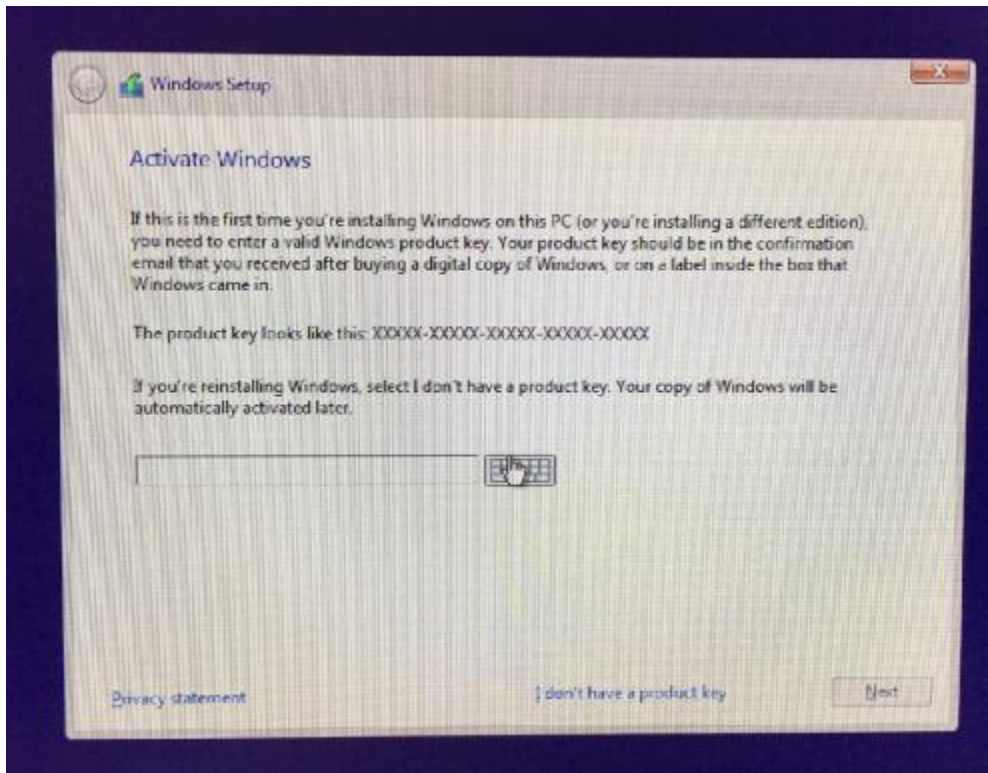 Windows Setup
Activate Windows
If this is the first time you're installing Windows on this PC (or you're installing a different edition),
you need to enter a valid Windows product key. Your product key should be in the confirmation
email that you received after buying a digital copy of Windows, or on a label inside the box that
Windows came in.
The product key looks like this: XXXXX-XXXXX-XXXXX-XXXXX-XXXXX
If you're reinstalling Windows, select I don't have a product key. Your copy of Windows will be
automatically activated later.
Privacy statement
I don't have a product key
Next